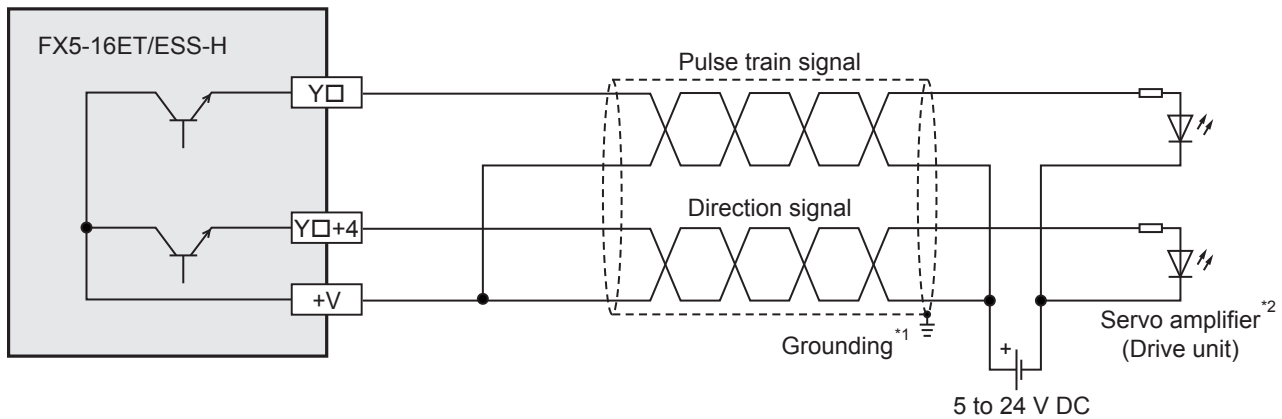 FX5-16ET/ESS-H
Pulse train signal
Y□
Direction signal
Y□+4
+V
Grounding*1
Servo amplifier*2
(Drive unit)
+
5 to 24 V DC